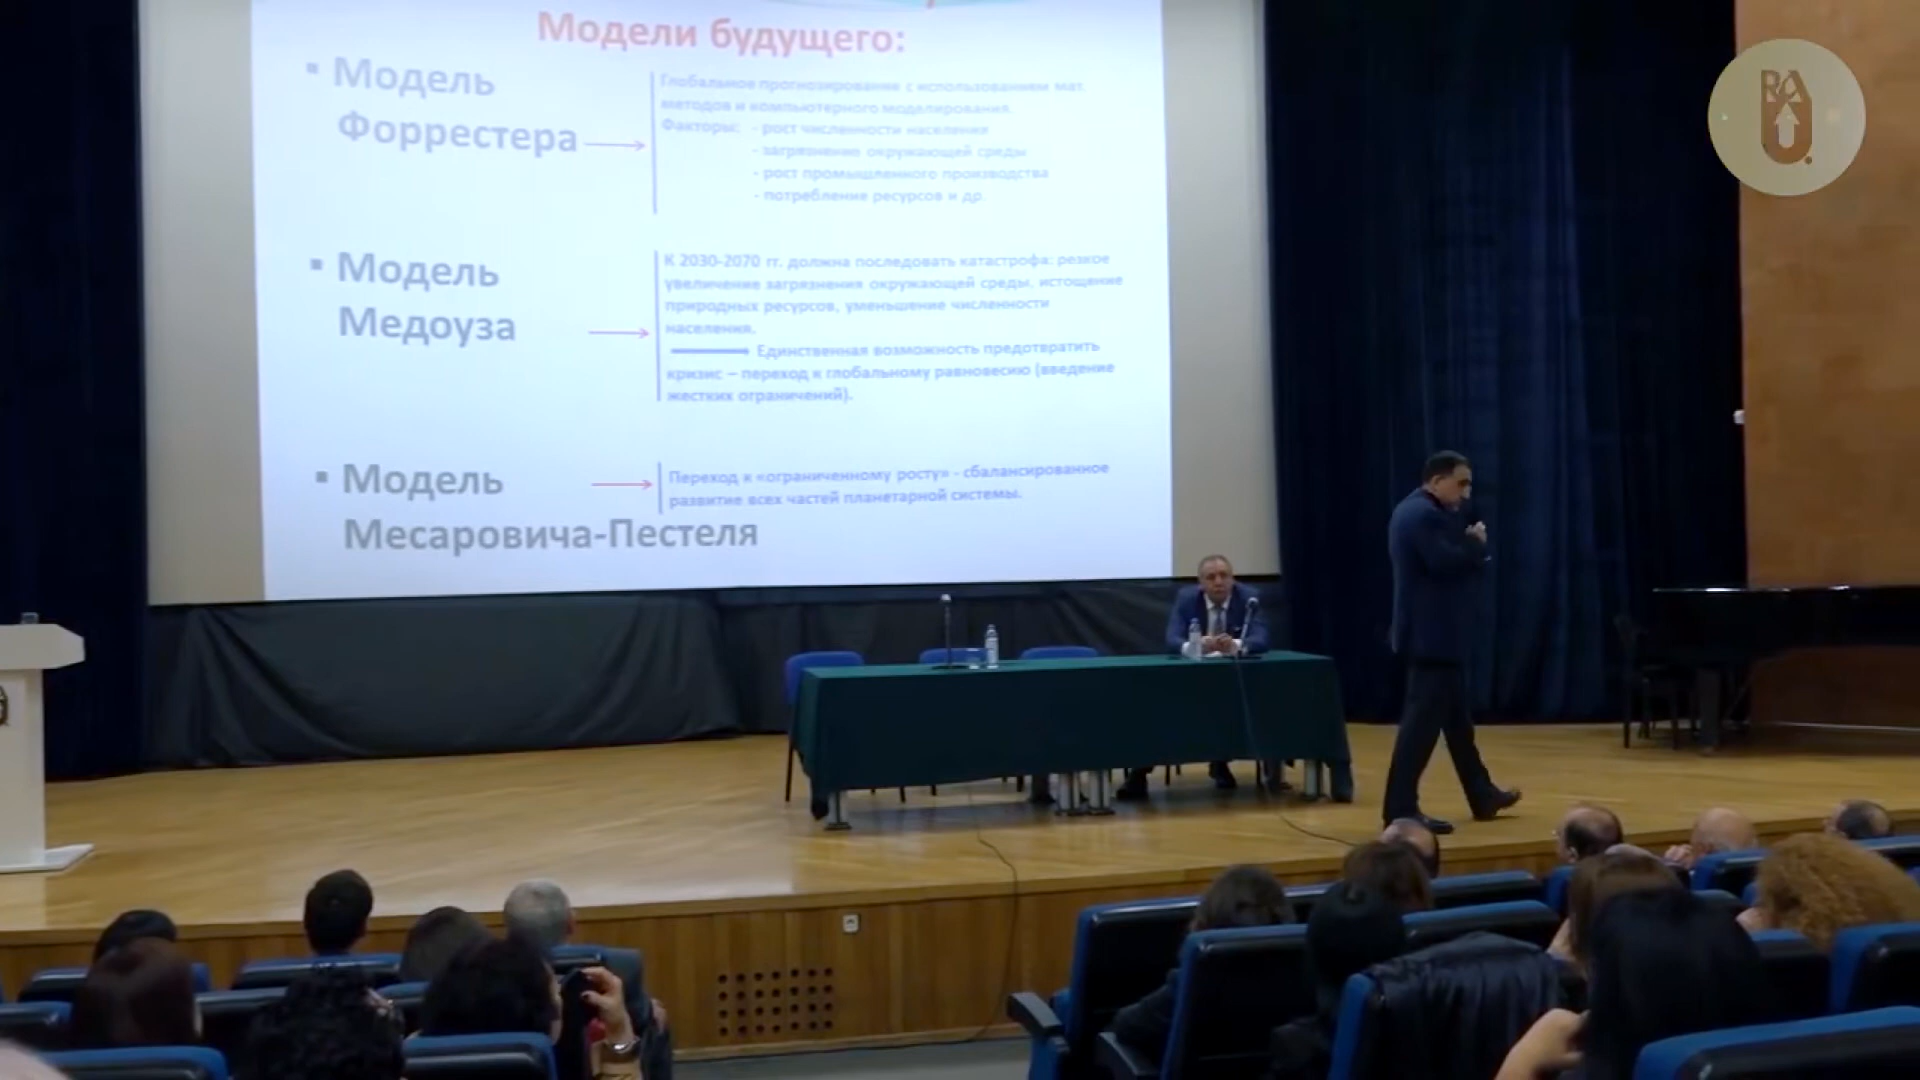 Модели будущего:
▪ Модель
Форрестера
Глобальное прогнозирование с использованием мат.
методов и компьютерного моделирования.
Факторы: - рост численности населения
- загрязнение окружающей среды
- рост промышленного производства
- потребление ресурсов и др.
▪ Модель
Медоуза
К 2030-2070 гг. должна последовать катастрофа: резкое
увеличение загрязнения окружающей среды, истощение
природных ресурсов, уменьшение численности
населения.
Единственная возможность предотвратить
кризис – переход к глобальному равновесию (введение
жестких ограничений).
▪ Модель
Месаровича-Пестеля
Переход к «ограниченному росту» - сбалансированное
развитие всех частей планетарной системы.
RAU